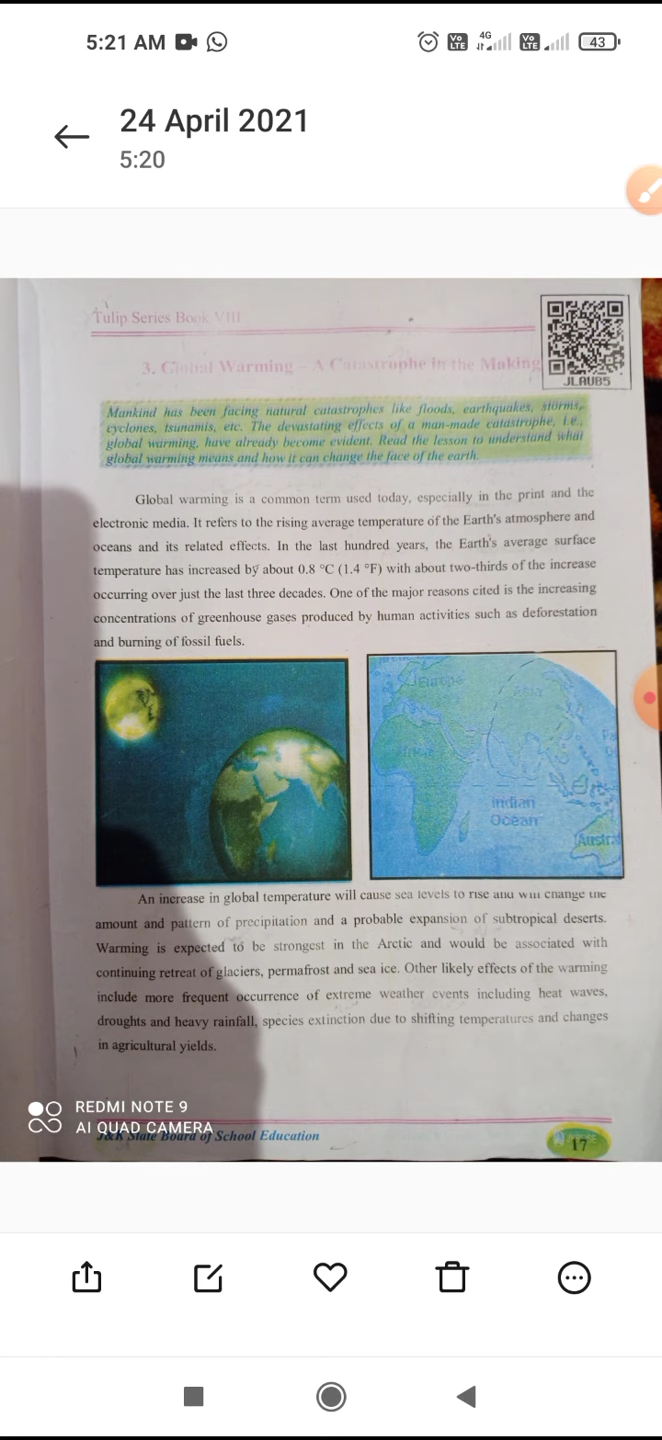 5:21 AM
Vo LTE 4G Vo LTE 43
24 April 2021
5:20
Tulip Series Book VIII
JLAUB5
3. Global Warming – A Catastrophe in the Making
Mankind has been facing natural catastrophes like floods, earthquakes, storms,
cyclones, tsunamis, etc. The devastating effects of a man-made catastrophe, i.e.,
global warming, have already become evident. Read the lesson to understand what
global warming means and how it can change the face of the earth.
Global warming is a common term used today, especially in the print and the
electronic media. It refers to the rising average temperature of the Earth's atmosphere and
oceans and its related effects. In the last hundred years, the Earth's average surface
temperature has increased by about 0.8 °C (1.4 °F) with about two-thirds of the increase
occurring over just the last three decades. One of the major reasons cited is the increasing
concentrations of greenhouse gases produced by human activities such as deforestation
and burning of fossil fuels.
Europe
Asia
Africa
Indian
Ocean
Austra
An increase in global temperature will cause sea levels to rise and will change the
amount and pattern of precipitation and a probable expansion of subtropical deserts.
Warming is expected to be strongest in the Arctic and would be associated with
continuing retreat of glaciers, permafrost and sea ice. Other likely effects of the warming
include more frequent occurrence of extreme weather events including heat waves,
droughts and heavy rainfall, species extinction due to shifting temperatures and changes
in agricultural yields.
REDMI NOTE 9
AI QUAD CAMERA
J&K State Board of School Education
17